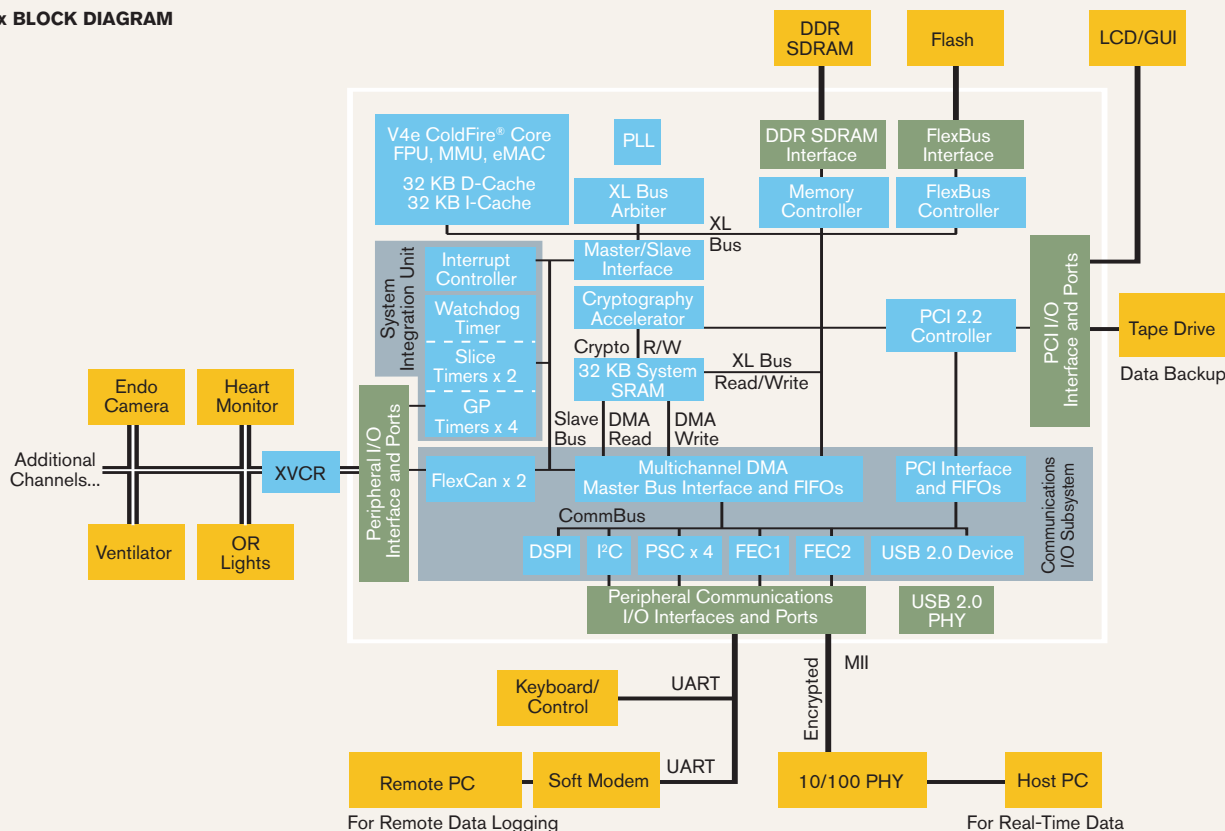 x BLOCK DIAGRAM
DDR
SDRAM
Flash
LCD/GUI
V4e ColdFire® Core
FPU, MMU, eMAC
32 KB D-Cache
32 KB I-Cache
PLL
DDR SDRAM
Interface
FlexBus
Interface
XL Bus
Arbiter
Memory
Controller
FlexBus
Controller
XL
Bus
System
Integration Unit
Interrupt
Controller
Master/Slave
Interface
Watchdog
Timer
Cryptography
Accelerator
PCI 2.2
Controller
PCI I/O
Interface and Ports
Tape Drive
Data Backup
Slice
Timers x 2
Crypto
R/W
32 KB System
SRAM
XL Bus
Read/Write
GP
Timers x 4
Slave
Bus
DMA
Read
DMA
Write
Endo
Camera
Heart
Monitor
Additional
Channels...
XVCR
Ventilator
OR
Lights
Peripheral I/O
Interface and Ports
FlexCan x 2
Multichannel DMA
Master Bus Interface and FIFOs
PCI Interface
and FIFOs
Communications
I/O Subsystem
CommBus
DSPI
I²C
PSC x 4
FEC1
FEC2
USB 2.0 Device
Peripheral Communications
I/O Interfaces and Ports
USB 2.0
PHY
Keyboard/
Control
UART
Encrypted
MII
Remote PC
Soft Modem
UART
10/100 PHY
Host PC
For Remote Data Logging
For Real-Time Data